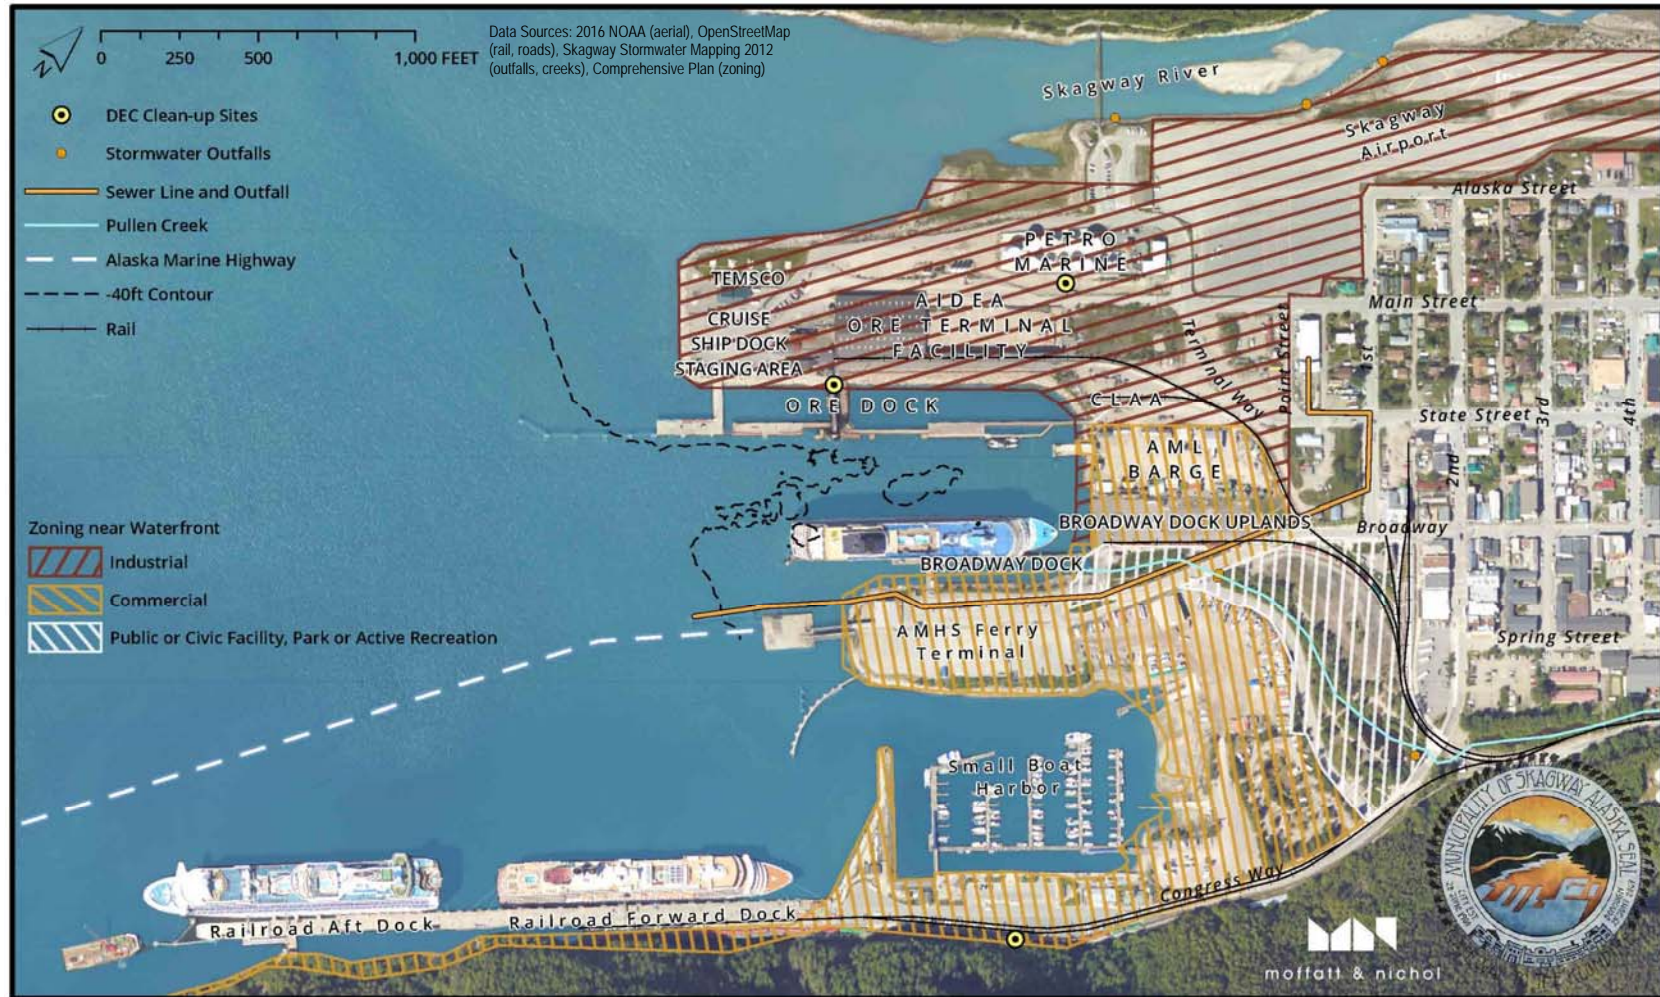 Data Sources: 2016 NOAA (aerial), OpenStreetMap
(rail, roads), Skagway Stormwater Mapping 2012
(outfalls, creeks), Comprehensive Plan (zoning)
N
0 250 500 1,000 FEET
DEC Clean-up Sites
Stormwater Outfalls
Sewer Line and Outfall
Pullen Creek
Alaska Marine Highway
-40ft Contour
Rail
Zoning near Waterfront
Industrial
Commercial
Public or Civic Facility, Park or Active Recreation
Skagway River
Skagway
Airport
Alaska Street
PETRO
MARINE
TEMSCO
CRUISE
SHIP DOCK
STAGING AREA
AIDEA
ORE TERMINAL
FACILITY
ORE DOCK
CLAA
Terminal Way
Point Street
Main Street
1st
State Street
3rd
4th
2nd
AML
BARGE
BROADWAY DOCK UPLANDS
Broadway
BROADWAY DOCK
AMHS Ferry
Terminal
Spring Street
Small Boat
Harbor
Congress Way
Railroad Aft Dock
Railroad Forward Dock
moffatt & nichol
MUNICIPALITY OF SKAGWAY ALASKA SEAL